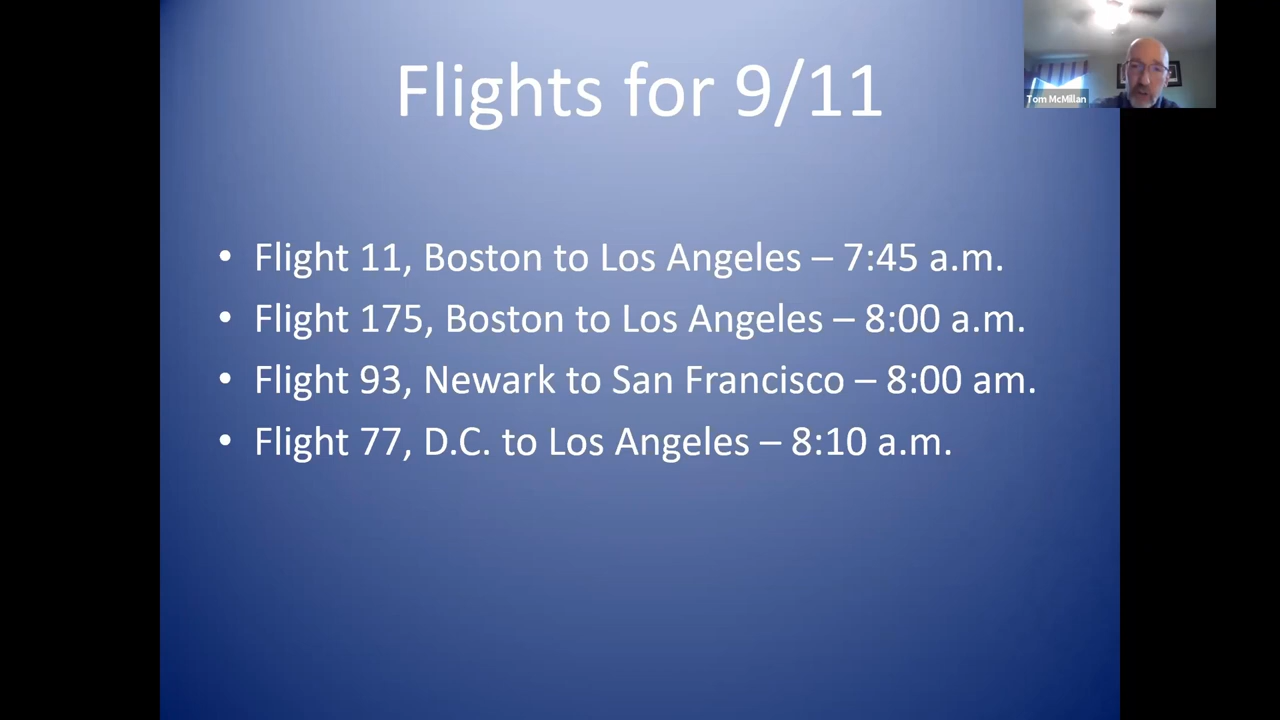 Flights for 9/11
Tom McMillan
• Flight 11, Boston to Los Angeles – 7:45 a.m.
• Flight 175, Boston to Los Angeles – 8:00 a.m.
• Flight 93, Newark to San Francisco – 8:00 am.
• Flight 77, D.C. to Los Angeles – 8:10 a.m.